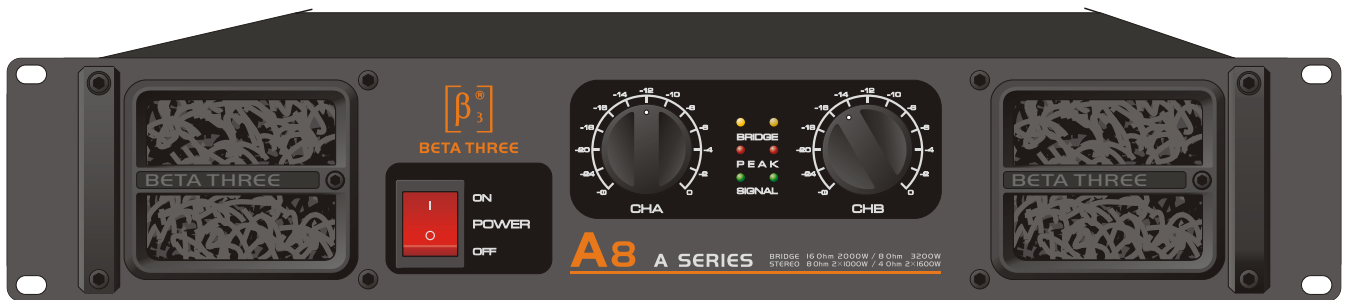 [β3]®
BETA THREE
ON
POWER
OFF
BETA THREE
-12
-14 -10
-16 -8
-18 -6
-20 -4
-24 -2
-∞ 0
CHA
BRIDGE
PEAK
SIGNAL
-12
-14 -10
-16 -8
-18 -6
-20 -4
-24 -2
-∞ 0
CHB
A8 A SERIES
BRIDGE 16 Ohm 2000W / 8 Ohm 3200W
STEREO 8 Ohm 2×1000W / 4 Ohm 2×1600W
BETA THREE